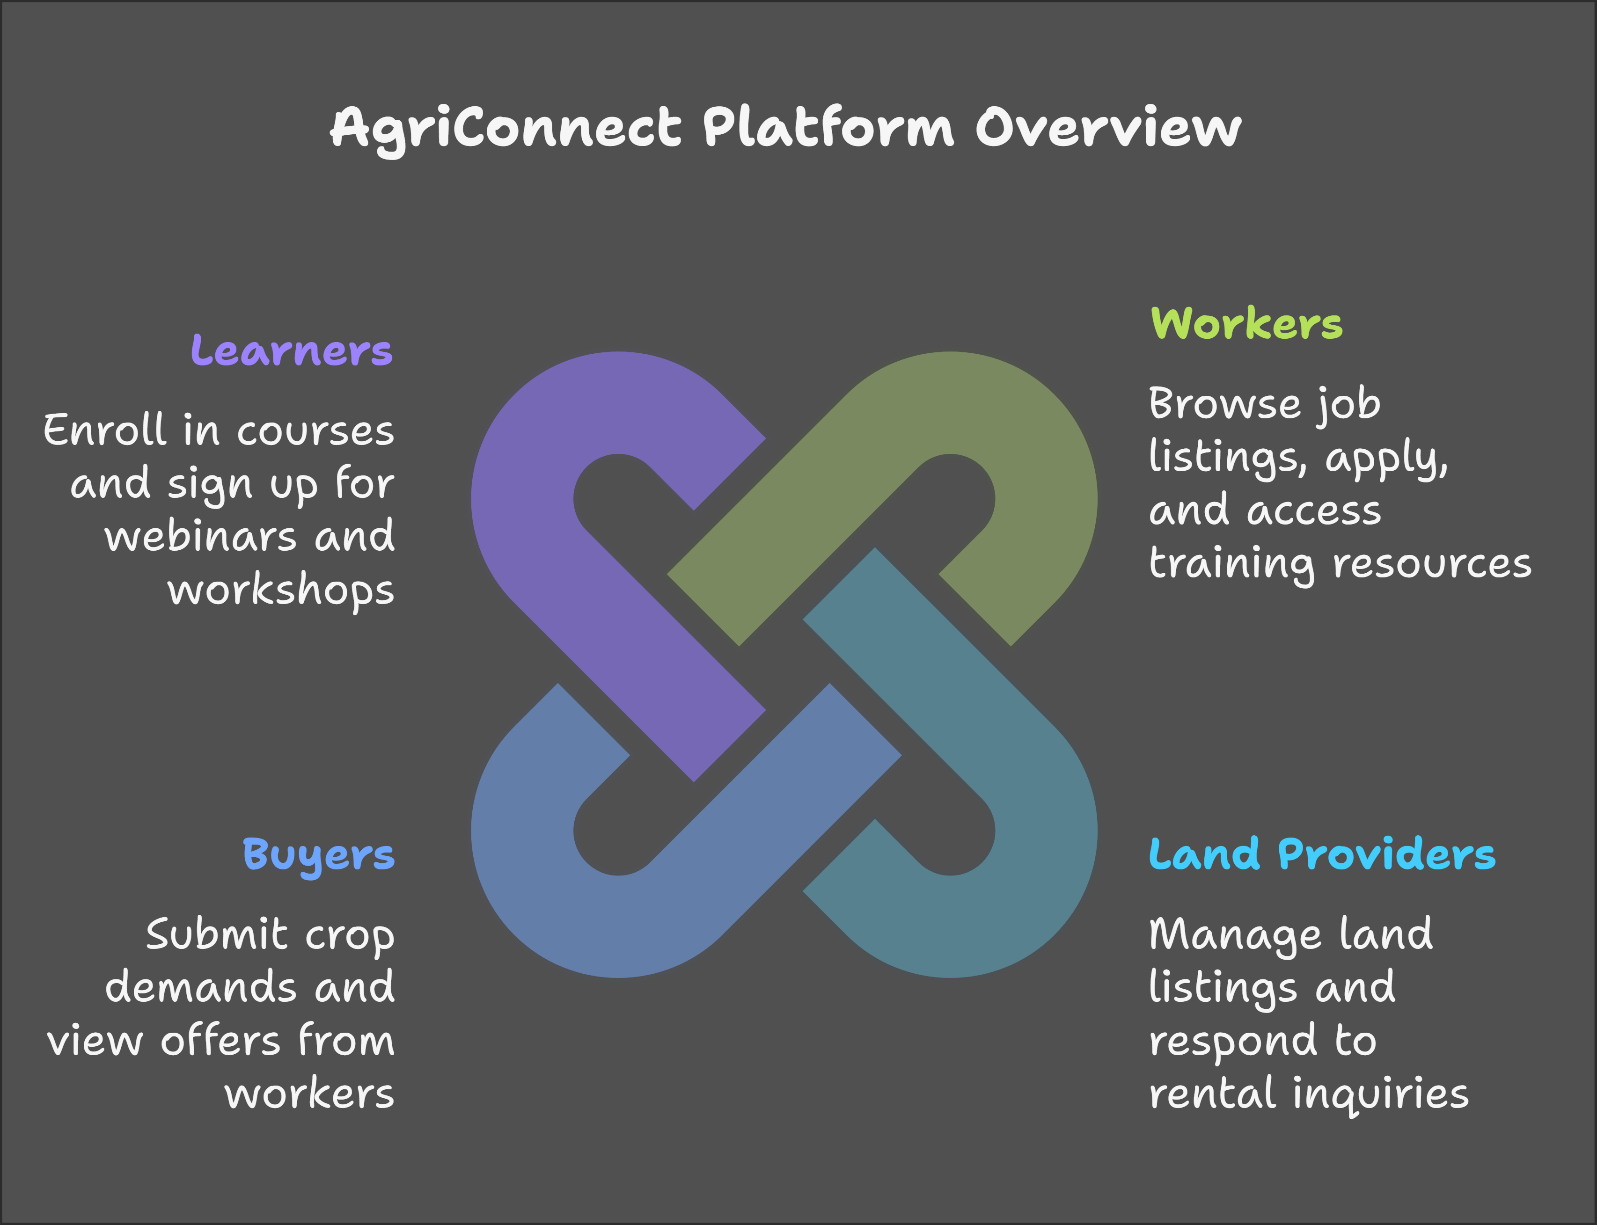 AgriConnect Platform Overview
Learners
Enroll in courses
and sign up for
webinars and
workshops
Workers
Browse job
listings, apply,
and access
training resources
Buyers
Submit crop
demands and
view offers from
workers
Land Providers
Manage land
listings and
respond to
rental inquiries